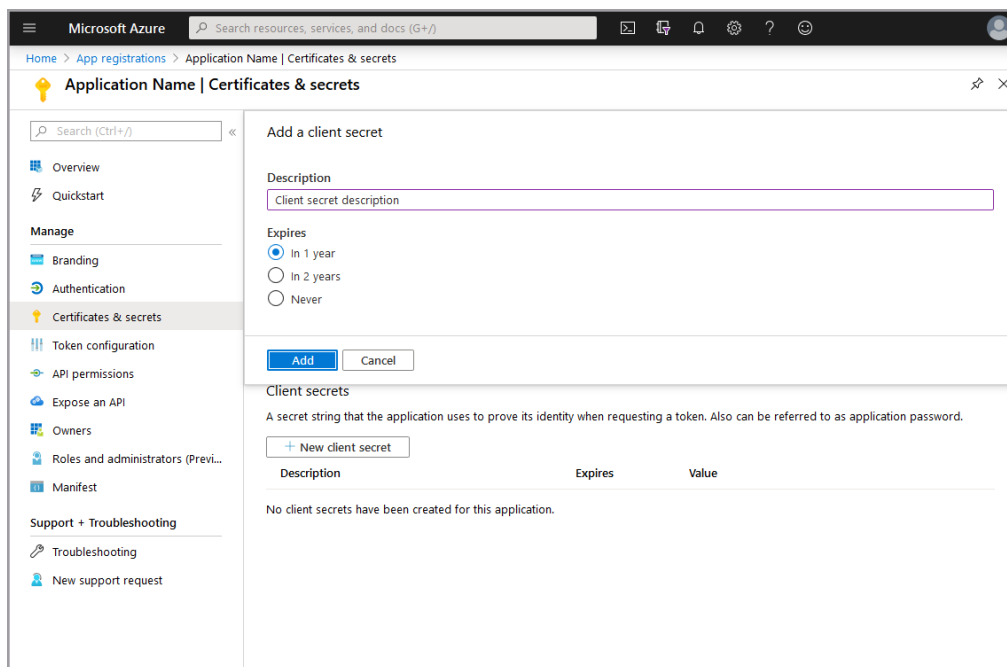 Microsoft Azure
Search resources, services, and docs (G+/)
Home > App registrations > Application Name | Certificates & secrets
Application Name | Certificates & secrets
Search (Ctrl+/)
Overview
Quickstart
Manage
Branding
Authentication
Certificates & secrets
Token configuration
API permissions
Expose an API
Owners
Roles and administrators (Previ...
Manifest
Support + Troubleshooting
Troubleshooting
New support request
Add a client secret
Description
Client secret description
Expires
In 1 year
In 2 years
Never
Add Cancel
Client secrets
A secret string that the application uses to prove its identity when requesting a token. Also can be referred to as application password.
+ New client secret
Description Expires Value
No client secrets have been created for this application.